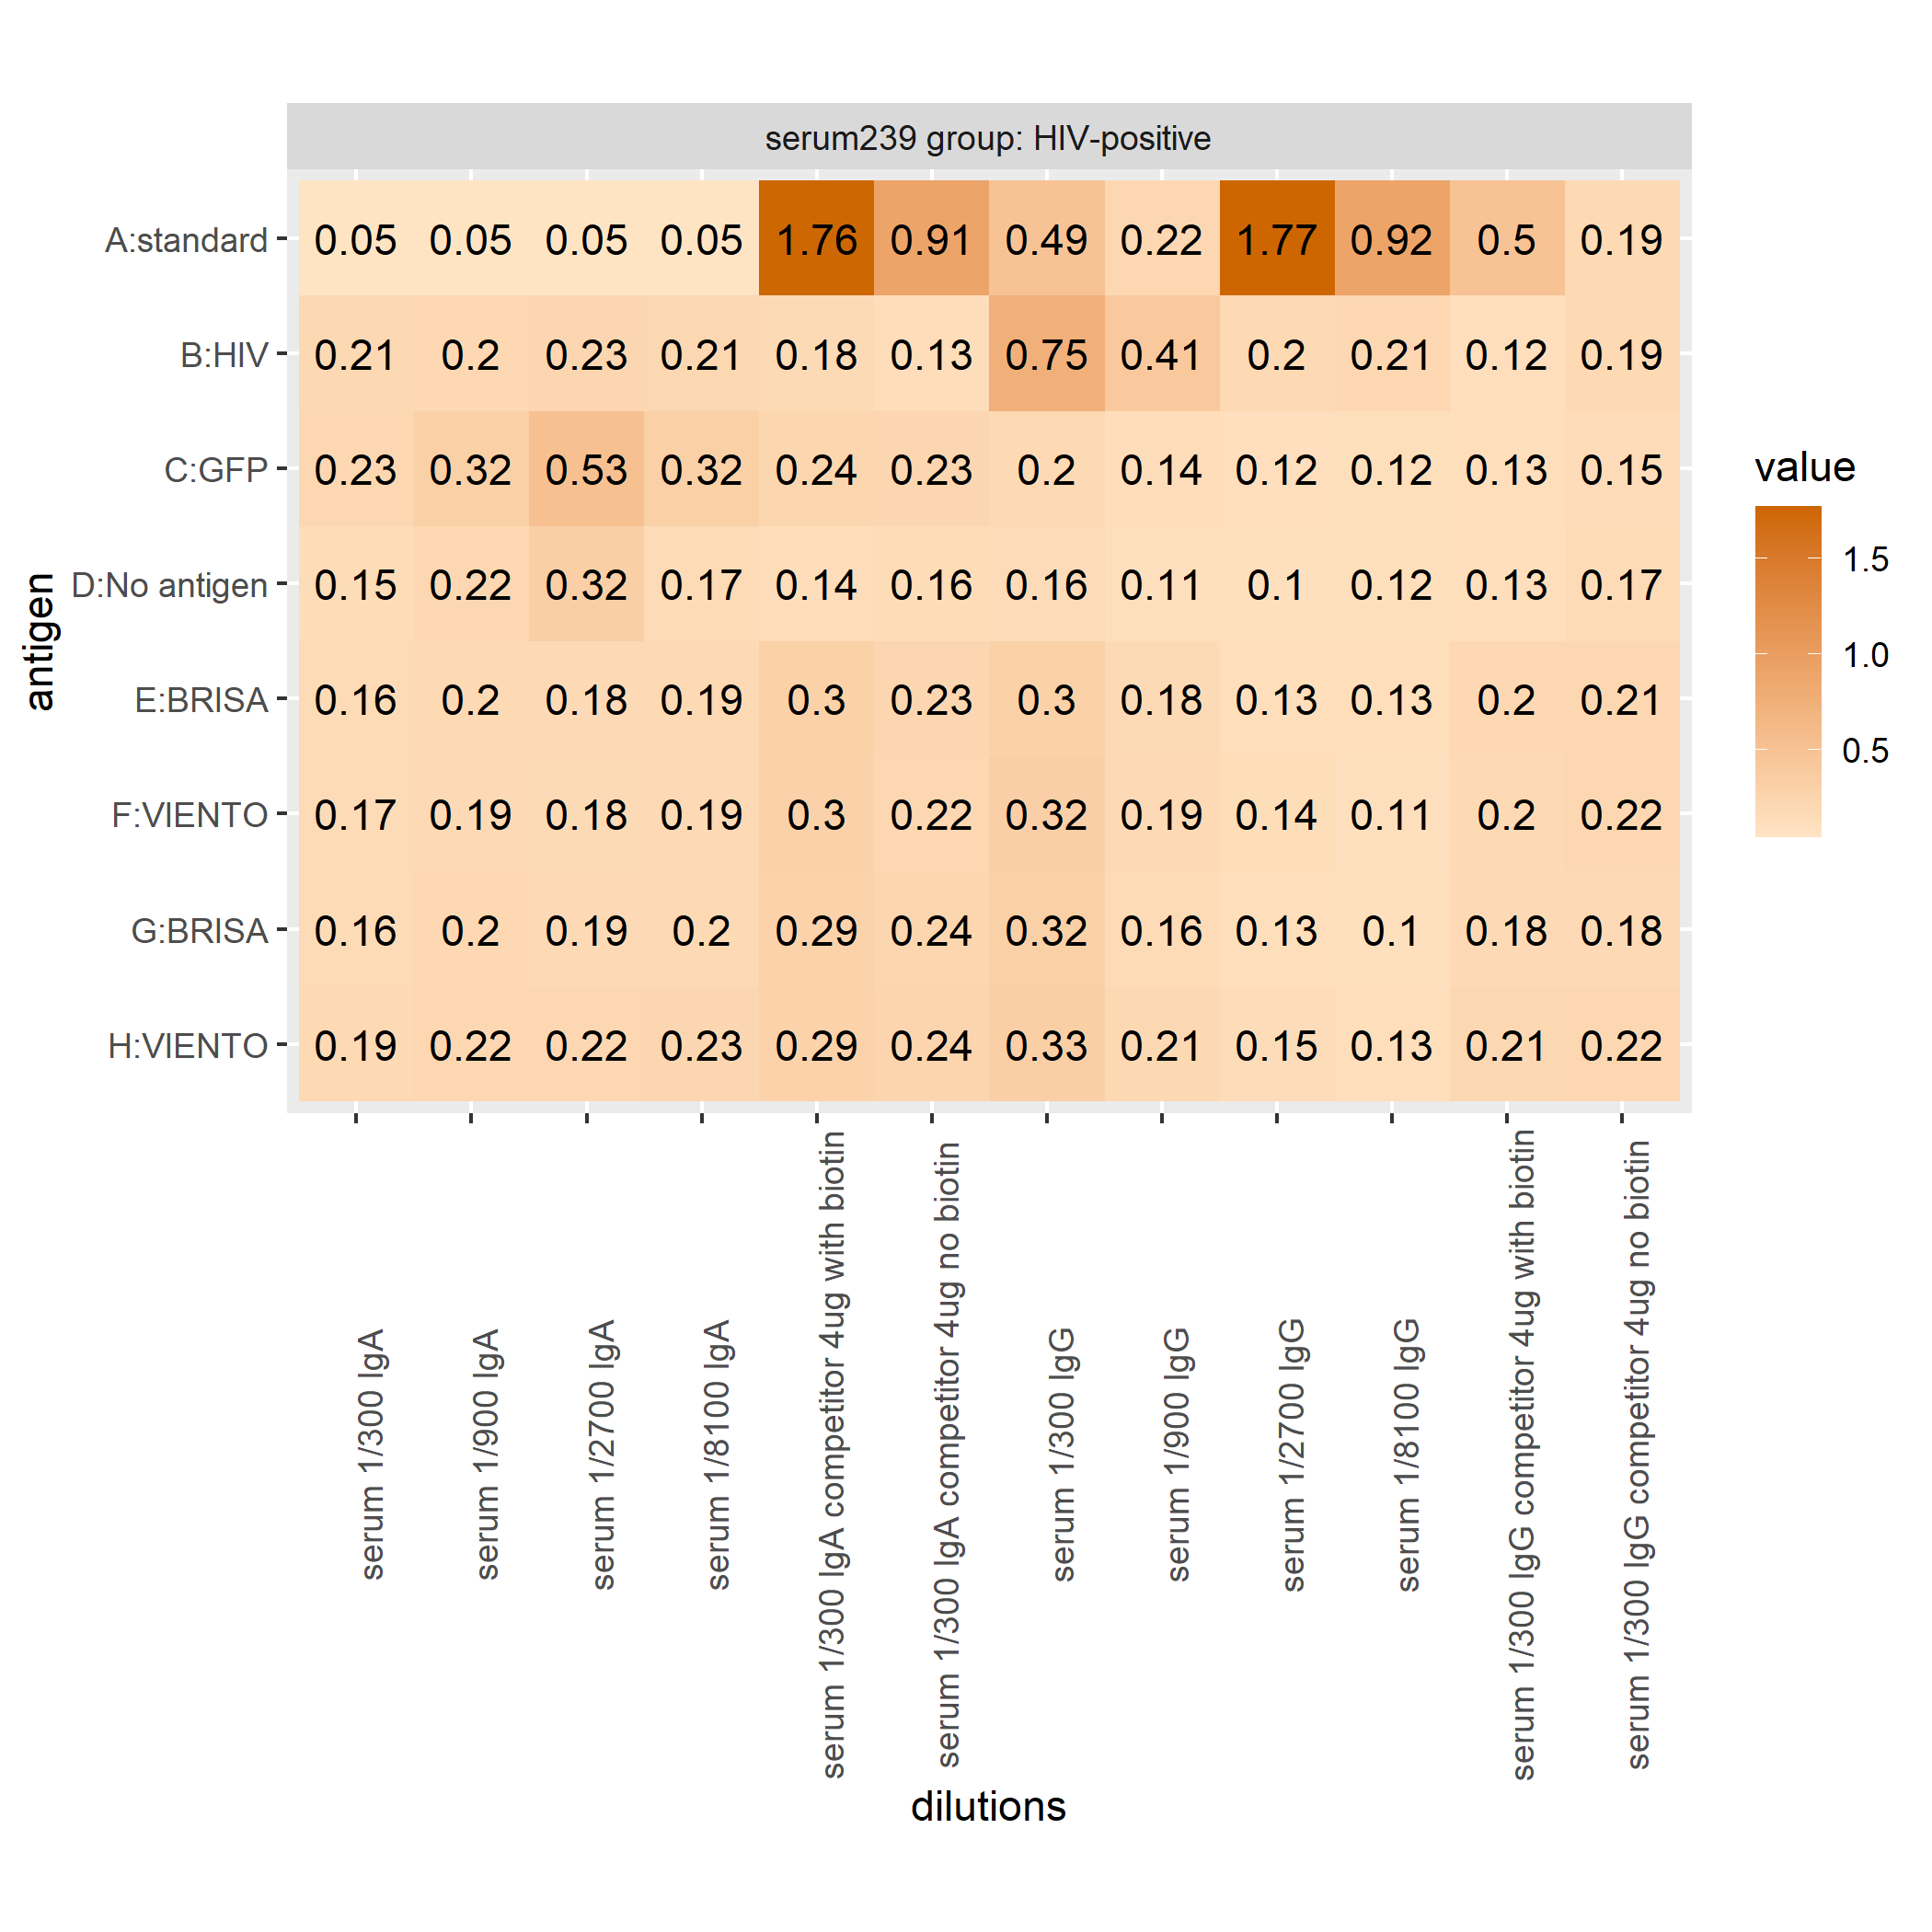 serum239 group: HIV-positive
A:standard 0.05 0.05 0.05 0.05 1.76 0.91 0.49 0.22 1.77 0.92 0.5 0.19
B:HIV 0.21 0.2 0.23 0.21 0.18 0.13 0.75 0.41 0.2 0.21 0.12 0.19
C:GFP 0.23 0.32 0.53 0.32 0.24 0.23 0.2 0.14 0.12 0.12 0.13 0.15
D:No antigen 0.15 0.22 0.32 0.17 0.14 0.16 0.16 0.11 0.1 0.12 0.13 0.17
E:BRISA 0.16 0.2 0.18 0.19 0.3 0.23 0.3 0.18 0.13 0.13 0.2 0.21
F:VIENTO 0.17 0.19 0.18 0.19 0.3 0.22 0.32 0.19 0.14 0.11 0.2 0.22
G:BRISA 0.16 0.2 0.19 0.2 0.29 0.24 0.32 0.16 0.13 0.1 0.18 0.18
H:VIENTO 0.19 0.22 0.22 0.23 0.29 0.24 0.33 0.21 0.15 0.13 0.21 0.22
antigen
serum 1/300 IgA
serum 1/900 IgA
serum 1/2700 IgA
serum 1/8100 IgA
serum 1/300 IgA competitor 4ug with biotin
serum 1/300 IgA competitor 4ug no biotin
serum 1/300 IgG
serum 1/900 IgG
serum 1/2700 IgG
serum 1/8100 IgG
serum 1/300 IgG competitor 4ug with biotin
serum 1/300 IgG competitor 4ug no biotin
dilutions
value
1.5
1.0
0.5